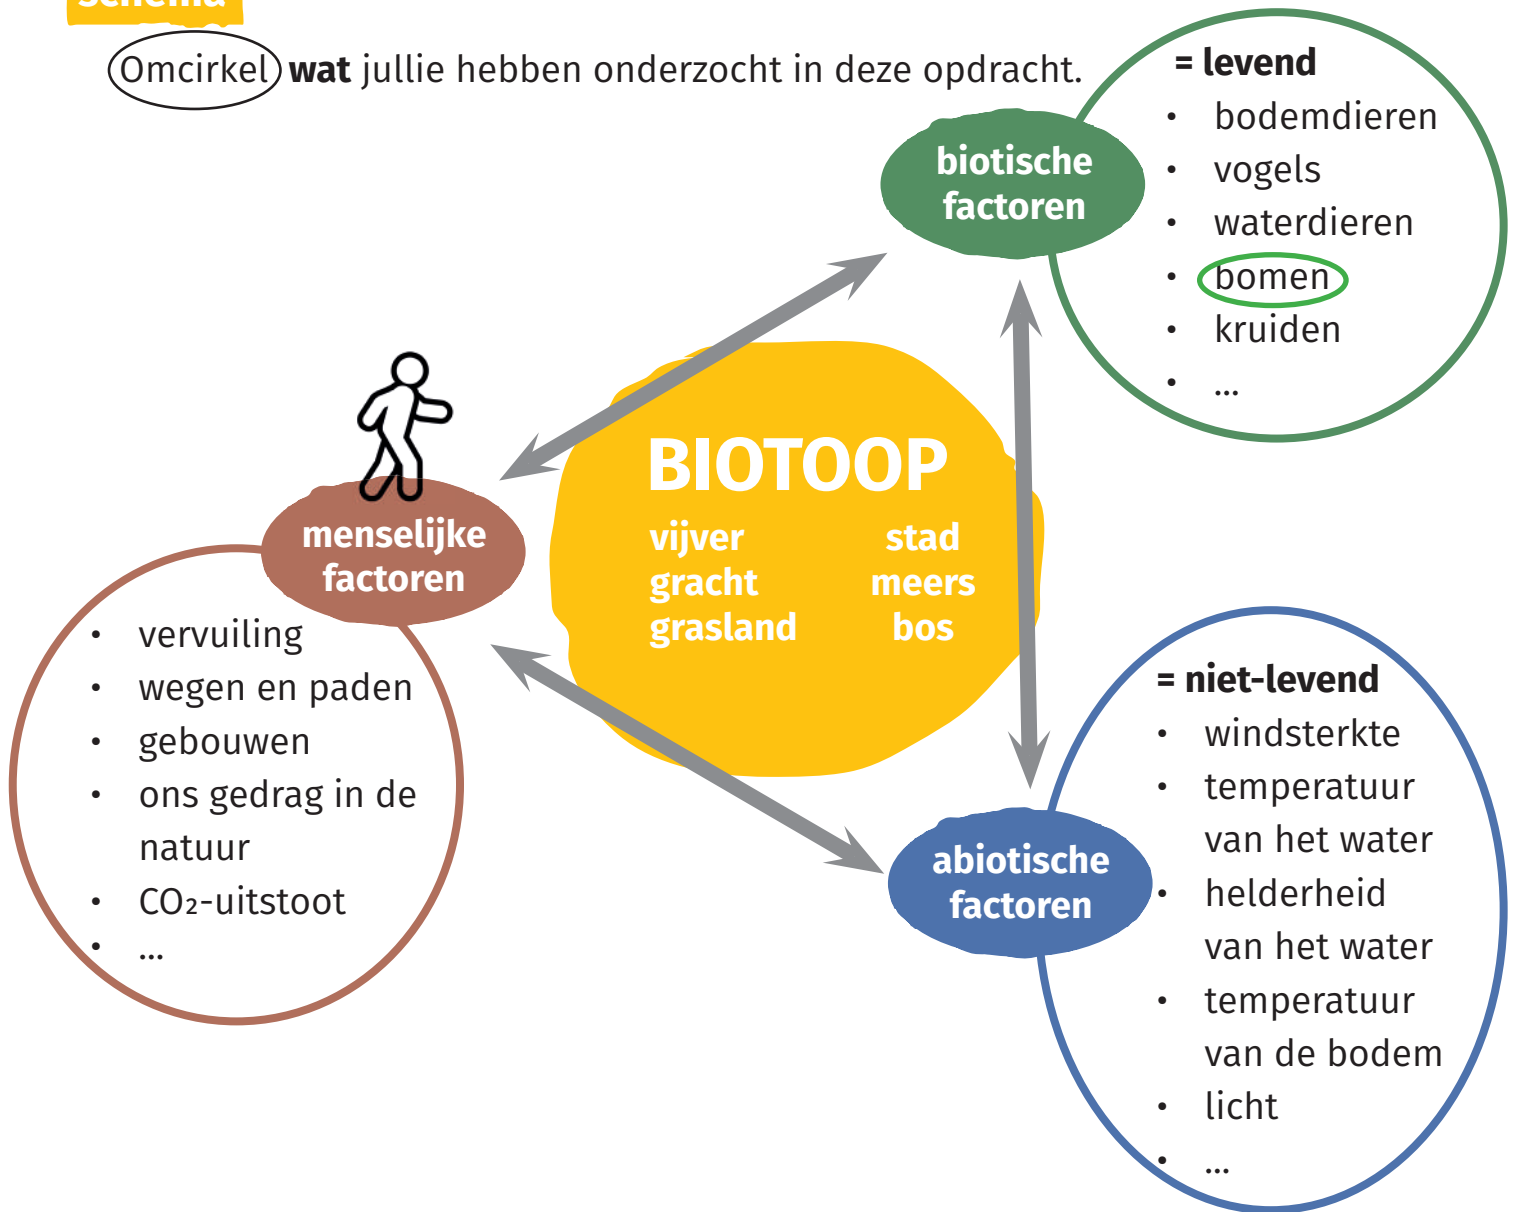 Schema
Omcirkel wat jullie hebben onderzocht in deze opdracht.
biotische
factoren
= levend
• bodemdieren
• vogels
• waterdieren
• bomen
• kruiden
• ...
BIOTOOP
vijver stad
gracht meers
grasland bos
menselijke
factoren
• vervuiling
• wegen en paden
• gebouwen
• ons gedrag in de
natuur
• CO₂-uitstoot
• ...
abiotische
factoren
= niet-levend
• windsterkte
• temperatuur
van het water
• helderheid
van het water
• temperatuur
van de bodem
• licht
• ...